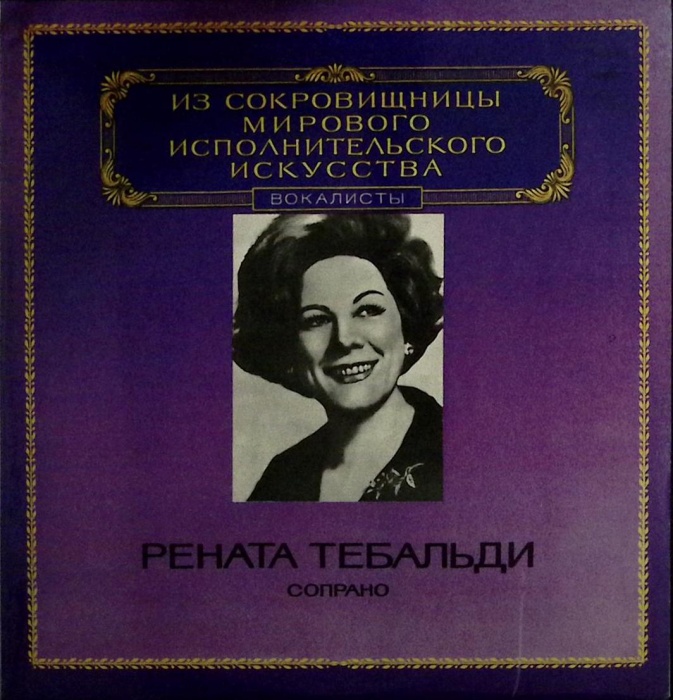 ИЗ СОКРОВИЩНИЦЫ
МИРОВОГО
ИСПОЛНИТЕЛЬСКОГО
ИСКУССТВА
ВОКАЛИСТЫ
РЕНАТА ТЕБАЛЬДИ
СОПРАНО